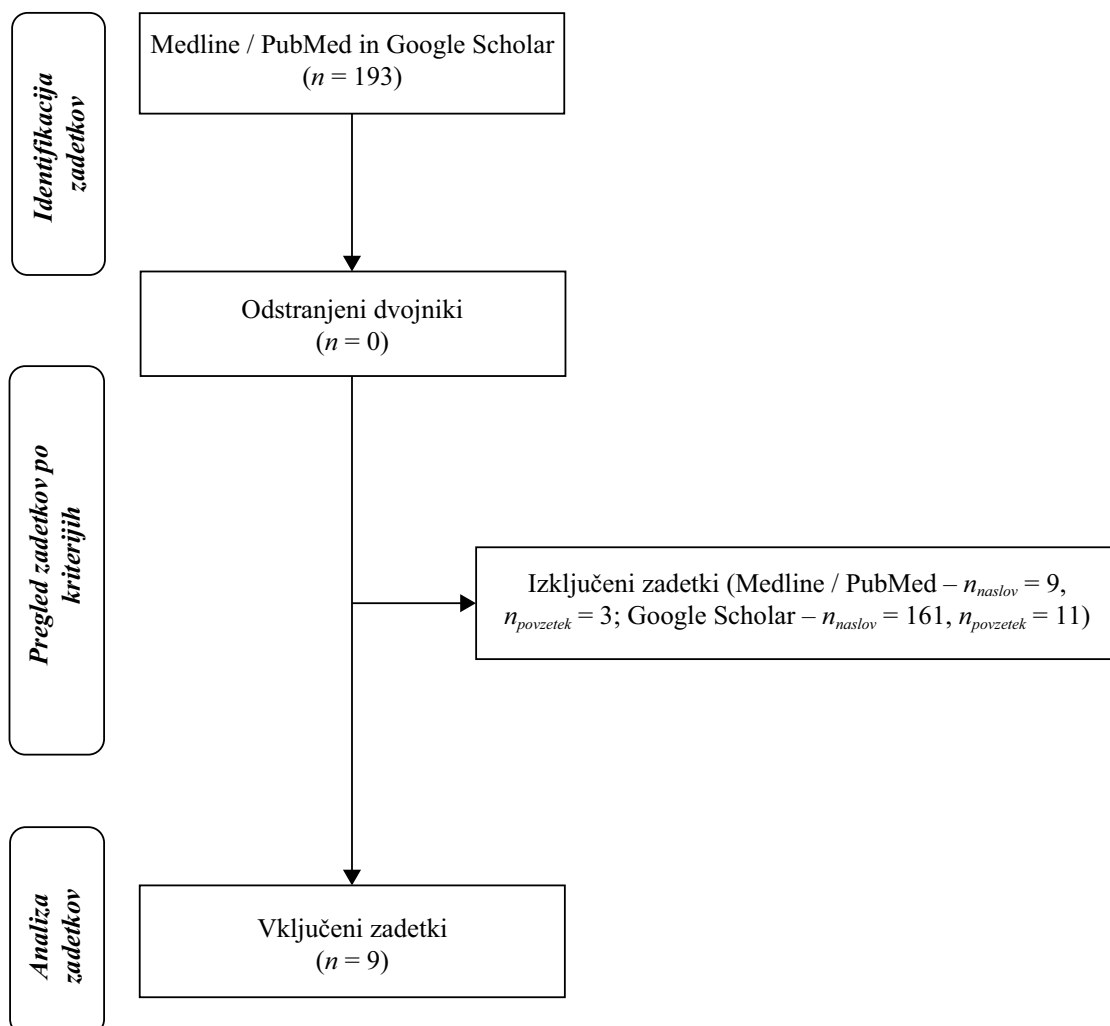 Identifikacija
zadetkov
Medline / PubMed in Google Scholar
(n = 193)
Odstranjeni dvojniki
(n = 0)
Pregled zadetkov po
kriterijih
Izključeni zadetki (Medline / PubMed – nnaslov = 9,
npovzetek = 3; Google Scholar – nnaslov = 161, npovzetek = 11)
Analiza
zadetkov
Vključeni zadetki
(n = 9)